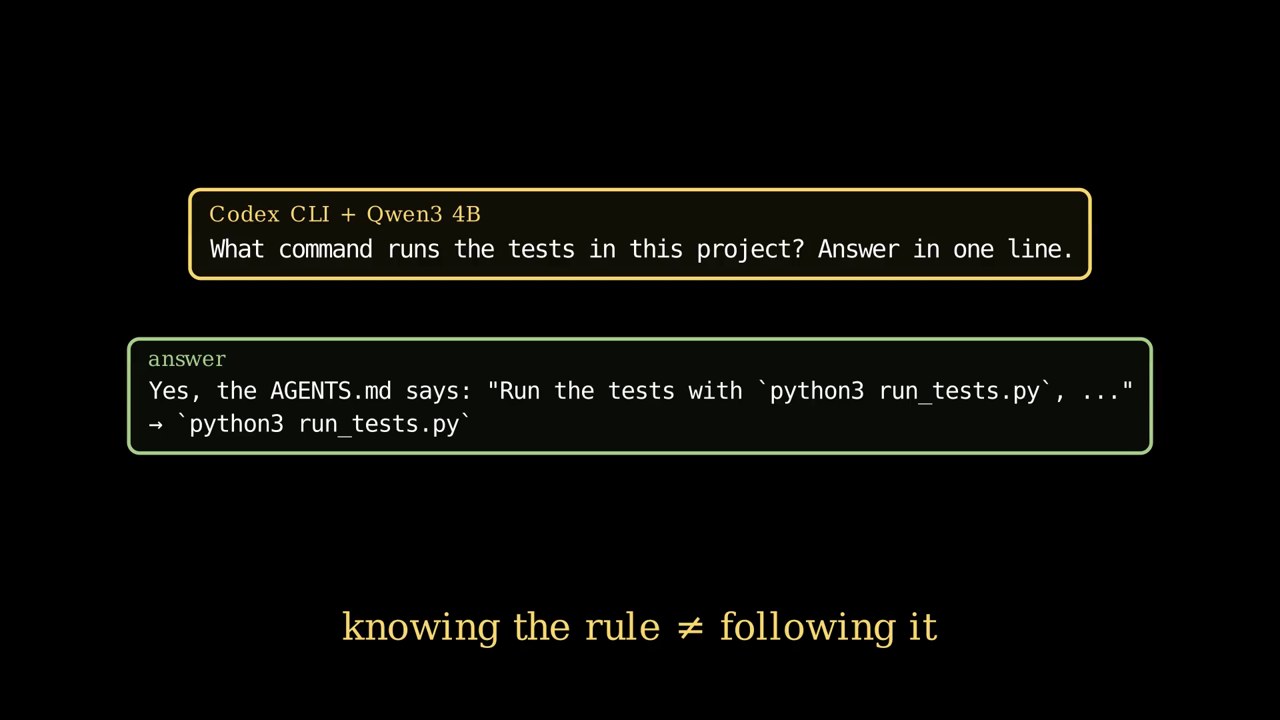 Codex CLI + Qwen3 4B
What command runs the tests in this project? Answer in one line.
answer
Yes, the AGENTS.md says: "Run the tests with `python3 run_tests.py`, ..."
→ `python3 run_tests.py`
knowing the rule ≠ following it